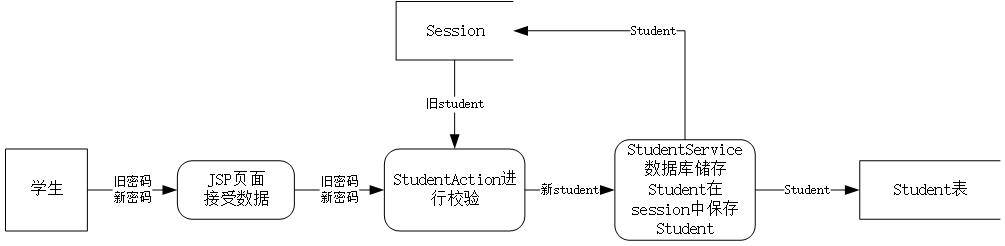 Session
Student
旧student
学生
旧密码
新密码
JSP页面
接受数据
旧密码
新密码
StudentAction进
行校验
新student
StudentService
数据库储存
Student在
session中保存
Student
Student
Student表